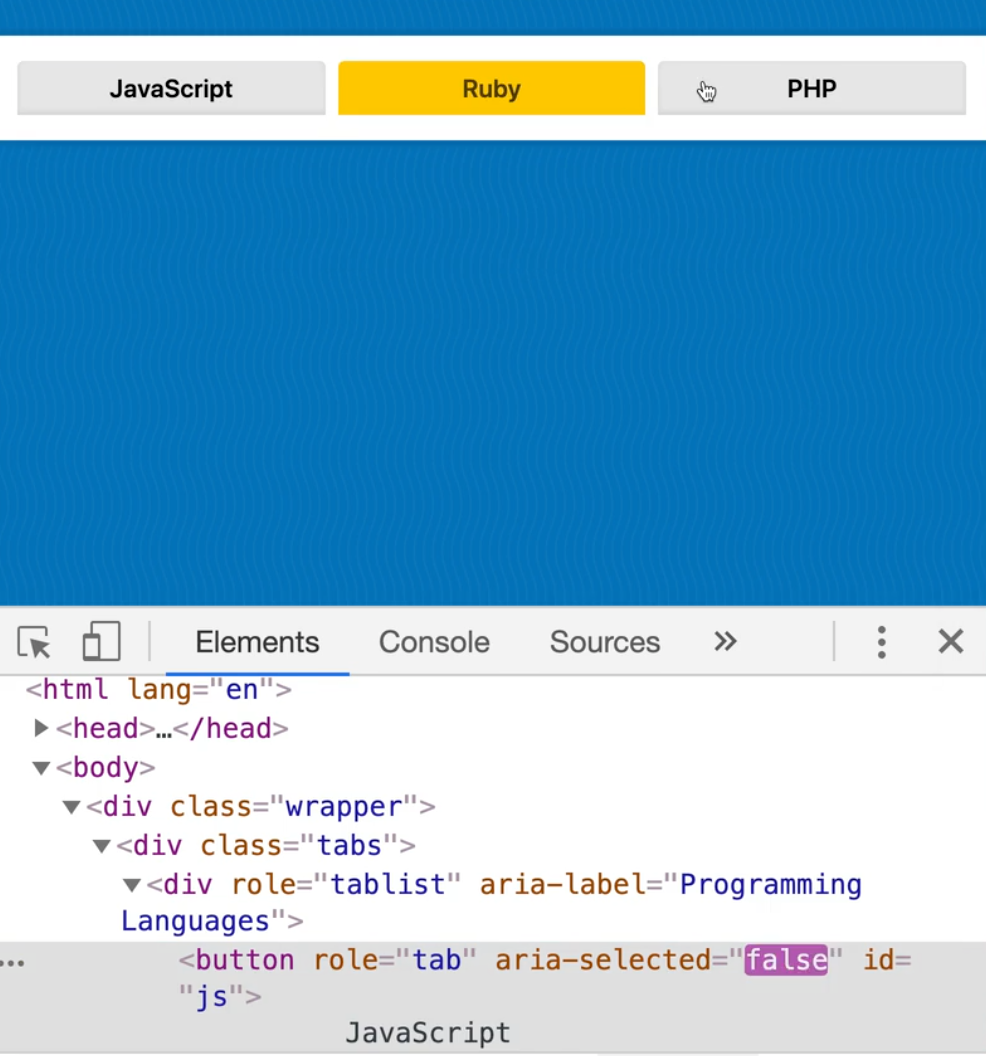 JavaScript
Ruby
PHP
Elements
Console
Sources
<html lang="en">
<head>…</head>
<body>
<div class="wrapper">
<div class="tabs">
<div role="tablist" aria-label="Programming
Languages">
<button role="tab" aria-selected="false" id=
"js">
JavaScript